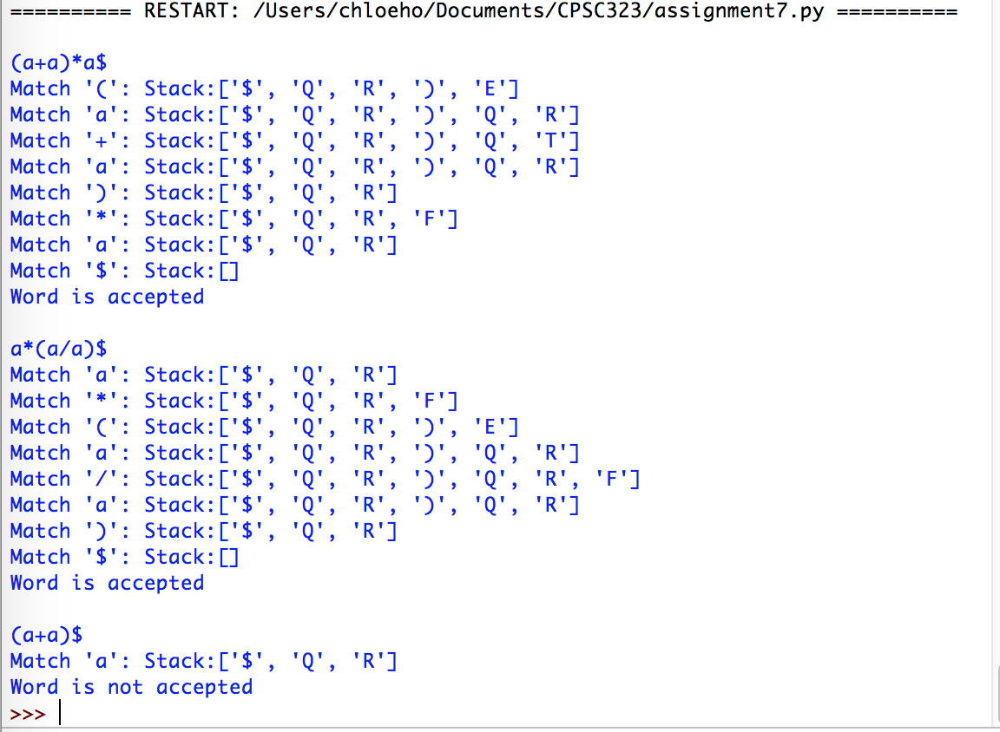 ========== RESTART: /Users/chloeho/Documents/CPSC323/assignment7.py ==========
(a+a)*a$
Match '(': Stack:['$', 'Q', 'R', ')', 'E']
Match 'a': Stack:['$', 'Q', 'R', ')', 'Q', 'R']
Match '+': Stack:['$', 'Q', 'R', ')', 'Q', 'T']
Match 'a': Stack:['$', 'Q', 'R', ')', 'Q', 'R']
Match ')': Stack:['$', 'Q', 'R']
Match '*': Stack:['$', 'Q', 'R', 'F']
Match 'a': Stack:['$', 'Q', 'R']
Match '$': Stack:[]
Word is accepted
a*(a/a)$
Match 'a': Stack:['$', 'Q', 'R']
Match '*': Stack:['$', 'Q', 'R', 'F']
Match '(': Stack:['$', 'Q', 'R', ')', 'E']
Match 'a': Stack:['$', 'Q', 'R', ')', 'Q', 'R']
Match '/': Stack:['$', 'Q', 'R', ')', 'Q', 'R', 'F']
Match 'a': Stack:['$', 'Q', 'R', ')', 'Q', 'R']
Match ')': Stack:['$', 'Q', 'R']
Match '$': Stack:[]
Word is accepted
(a+a)$
Match 'a': Stack:['$', 'Q', 'R']
Word is not accepted
>>>